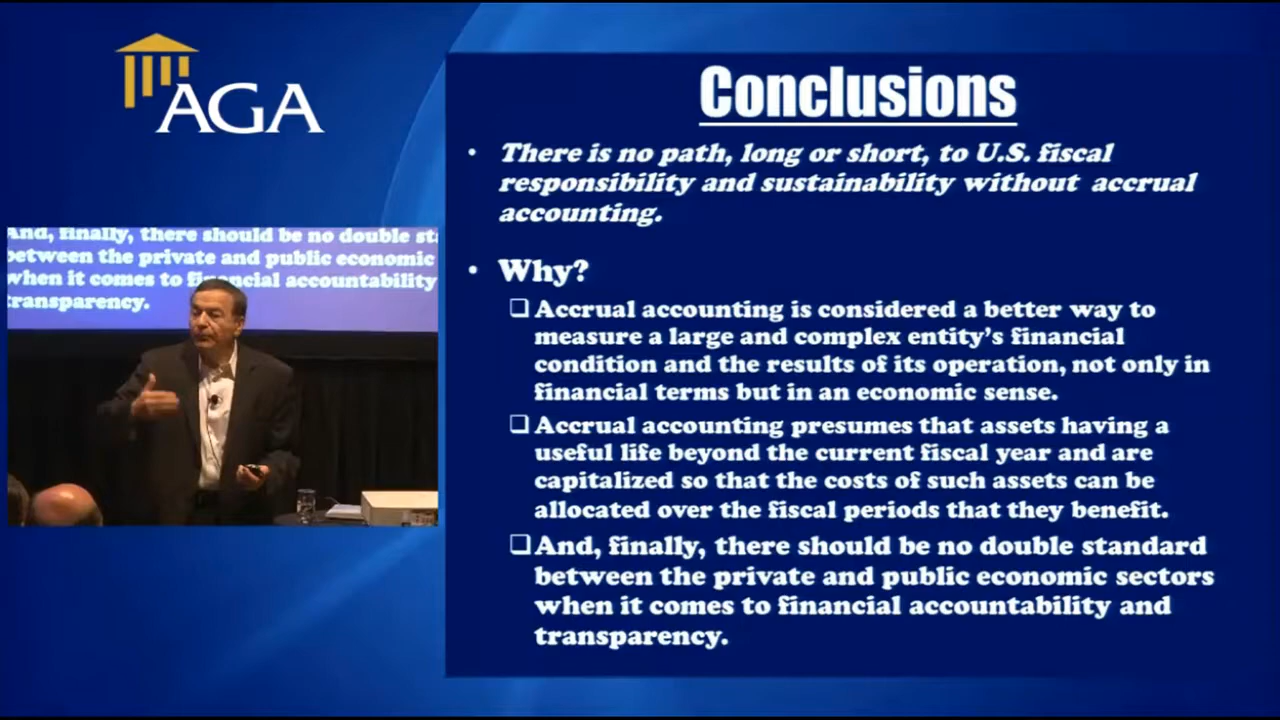 AGA
Conclusions
• There is no path, long or short, to U.S. fiscal
responsibility and sustainability without accrual
accounting.
• Why?
❑ Accrual accounting is considered a better way to
measure a large and complex entity’s financial
condition and the results of its operation, not only in
financial terms but in an economic sense.
❑ Accrual accounting presumes that assets having a
useful life beyond the current fiscal year and are
capitalized so that the costs of such assets can be
allocated over the fiscal periods that they benefit.
❑ And, finally, there should be no double standard
between the private and public economic sectors
when it comes to financial accountability and
transparency.
And, finally, there should be no double
between the private and public economic
when it comes to financial accountability
transparency.